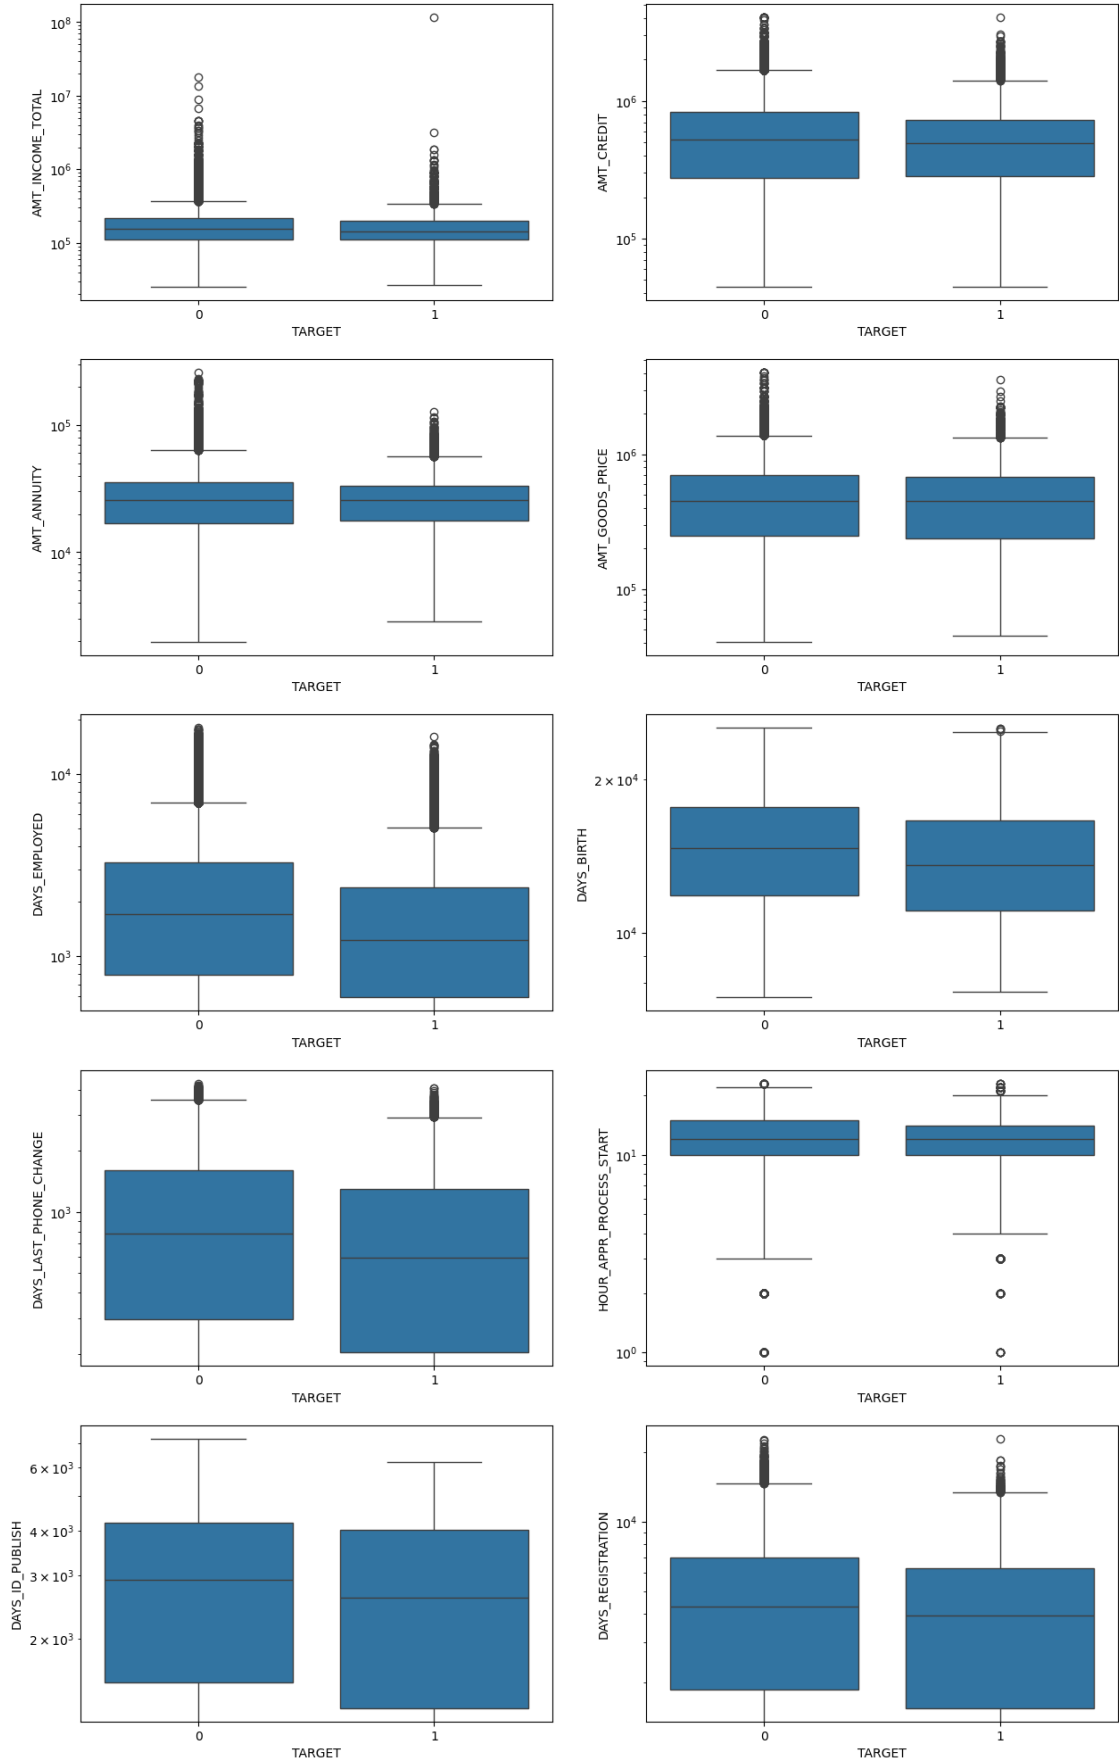 10^8
10^7
10^6
10^5
AMT_INCOME_TOTAL
0
1
TARGET
10^6
10^5
AMT_CREDIT
0
1
TARGET
10^5
10^4
AMT_ANNUITY
0
1
TARGET
10^6
10^5
AMT_GOODS_PRICE
0
1
TARGET
10^4
10^3
DAYS_EMPLOYED
0
1
TARGET
2 × 10^4
10^4
DAYS_BIRTH
0
1
TARGET
10^3
DAYS_LAST_PHONE_CHANGE
0
1
TARGET
10^1
10^0
HOUR_APPR_PROCESS_START
0
1
TARGET
6 × 10^3
4 × 10^3
3 × 10^3
2 × 10^3
DAYS_ID_PUBLISH
0
1
TARGET
10^4
DAYS_REGISTRATION
0
1
TARGET